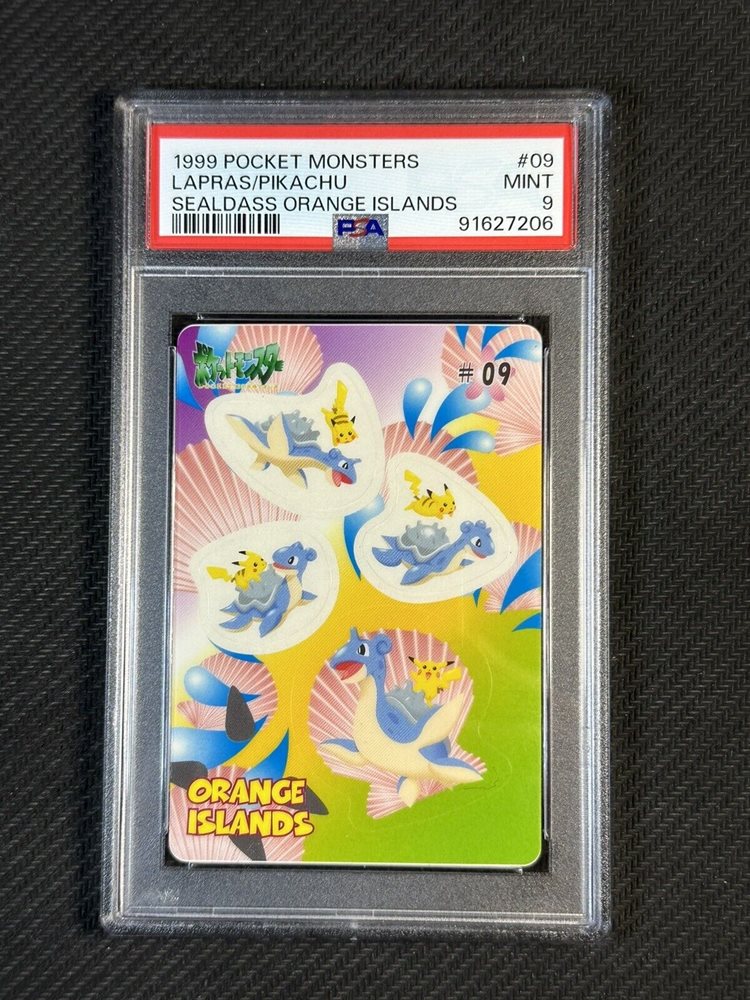 1999 POCKET MONSTERS #09
LAPRAS/PIKACHU MINT
SEALDASS ORANGE ISLANDS 9
PSA 91627206
ポケットモンスター
#09
ORANGE
ISLANDS